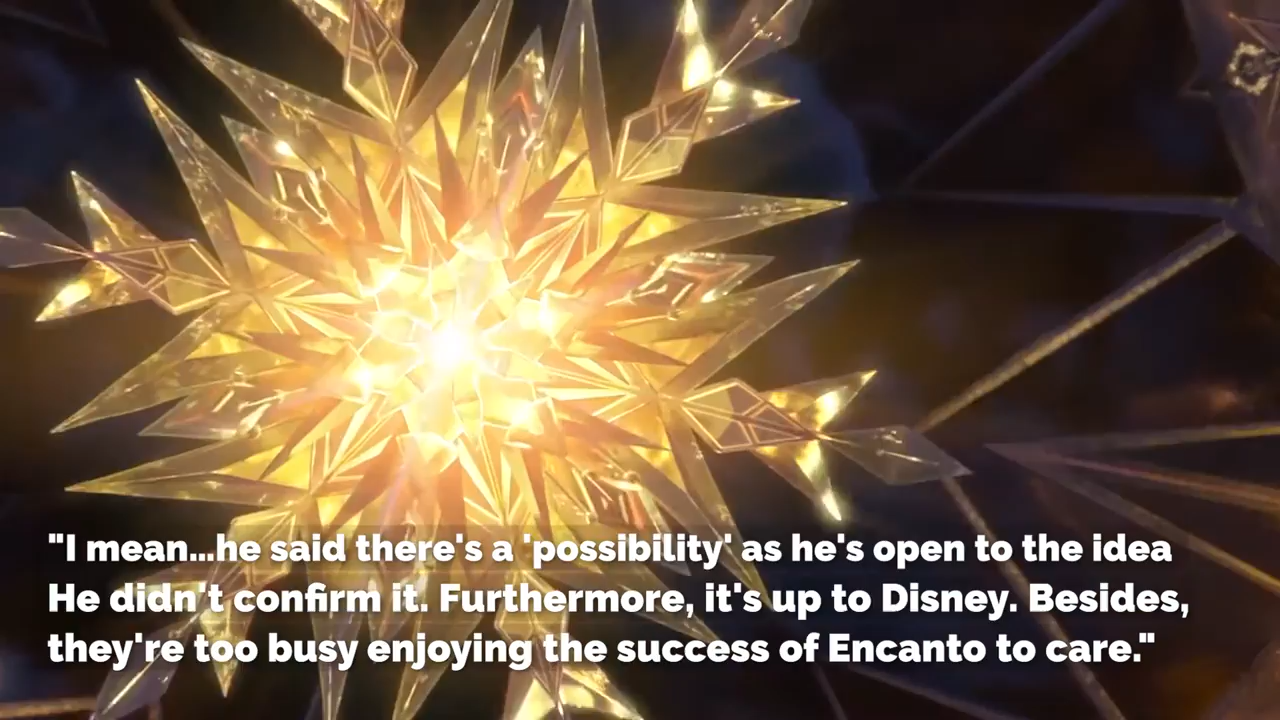 "I mean...he said there's a 'possibility' as he's open to the idea
He didn't confirm it. Furthermore, it's up to Disney. Besides,
they're too busy enjoying the success of Encanto to care."